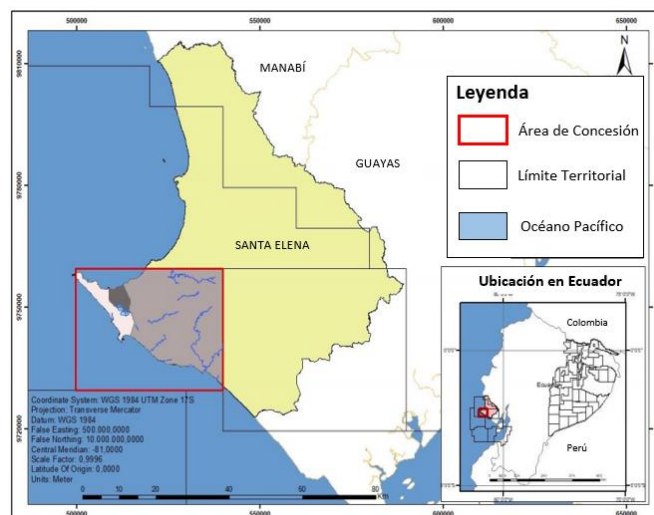 500000 550000 600000 650000
9810000
MANABÍ
N
Leyenda
Área de Concesión
Límite Territorial
Océano Pacífico
GUAYAS
9780000
SANTA ELENA
9750000
Ubicación en Ecuador
Colombia
Perú
Coordinate System: WGS 1984 UTM Zone 17S
Projection: Transverse Mercator
Datum: WGS 1984
False Easting: 500.000,0000
False Northing: 10.000.000,0000
Central Meridian: -81,0000
Scale Factor: 0,9996
Latitude Of Origin: 0,0000
Units: Meter
9720000
0 10 20 40 60 80
Km
500000 550000 600000 650000